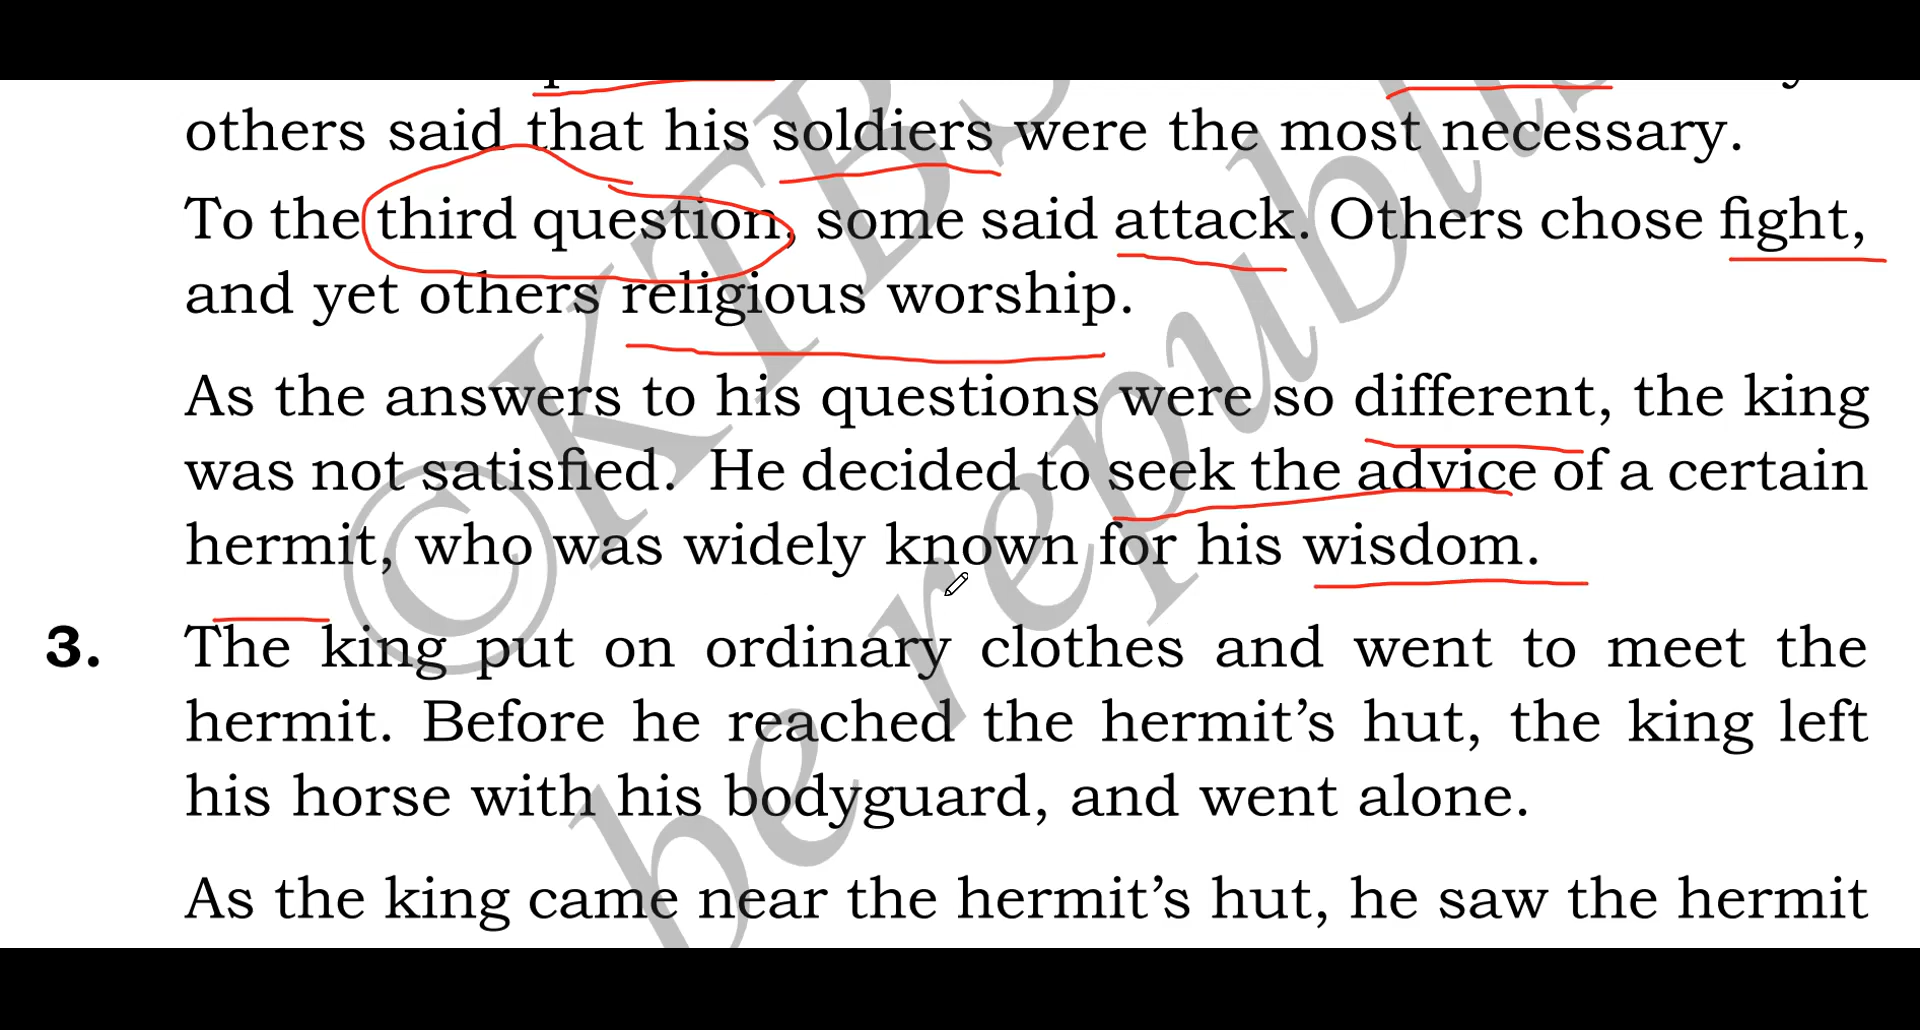 others said that his soldiers were the most necessary.
To the third question, some said attack. Others chose fight,
and yet others religious worship.
As the answers to his questions were so different, the king
was not satisfied. He decided to seek the advice of a certain
hermit, who was widely known for his wisdom.
3. The king put on ordinary clothes and went to meet the
hermit. Before he reached the hermit's hut, the king left
his horse with his bodyguard, and went alone.
As the king came near the hermit's hut, he saw the hermit
©KTBS
be republis